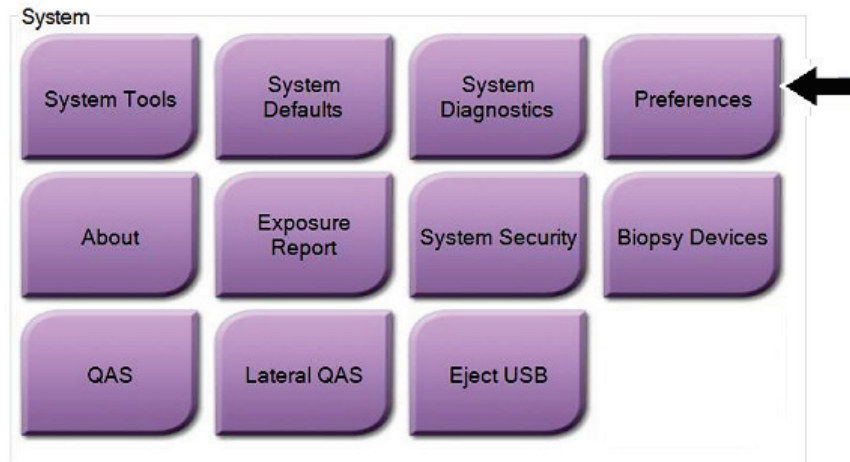 System
System Tools
System
Defaults
System
Diagnostics
Preferences
About
Exposure
Report
System Security
Biopsy Devices
QAS
Lateral QAS
Eject USB